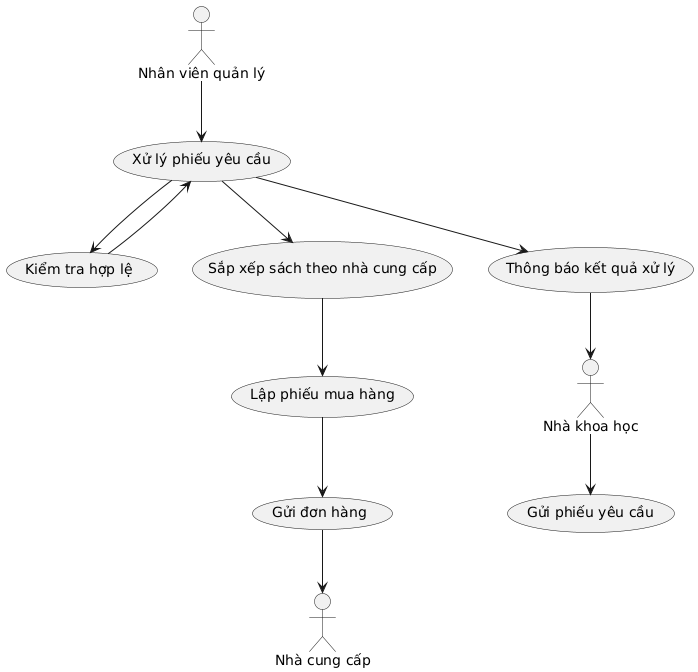 Nhân viên quản lý
Xử lý phiếu yêu cầu
Kiểm tra hợp lệ
Sắp xếp sách theo nhà cung cấp
Thông báo kết quả xử lý
Lập phiếu mua hàng
Nhà khoa học
Gửi đơn hàng
Gửi phiếu yêu cầu
Nhà cung cấp